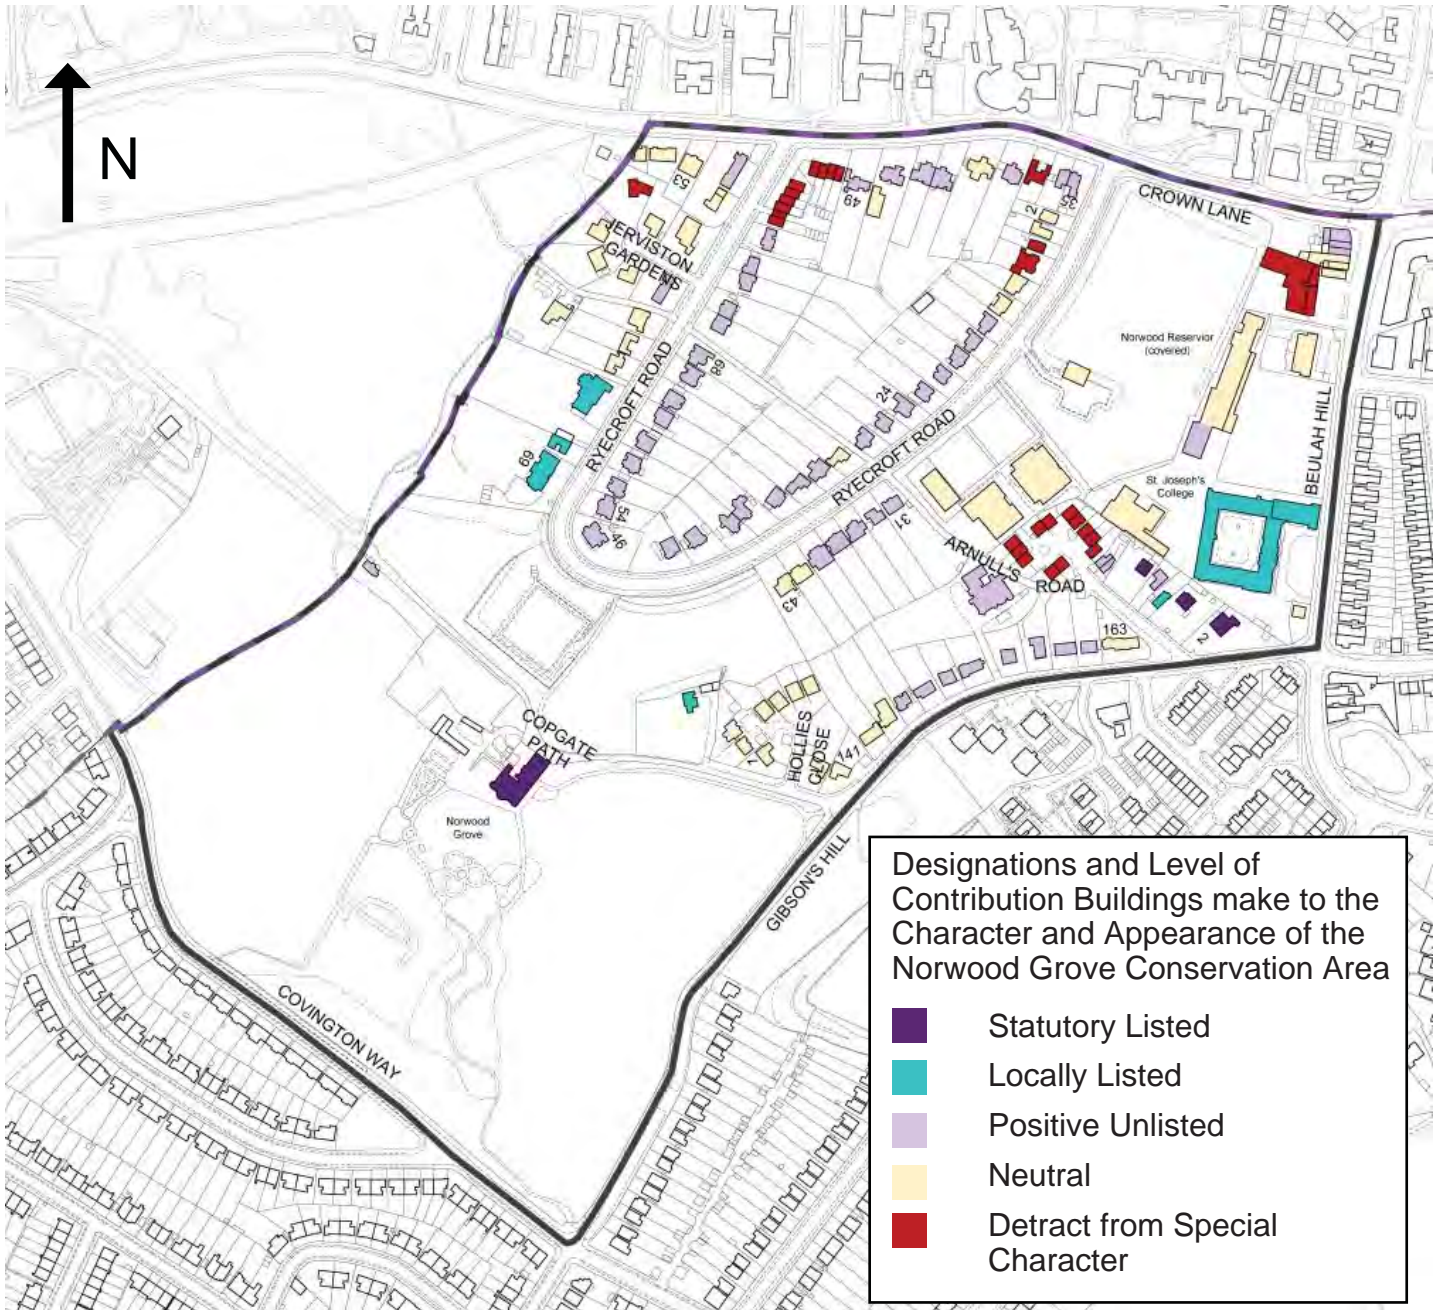 N
CROWN LANE
53
49
2
35
JERVISTON
GARDENS
Norwood Reservior
(covered)
RYECROFT ROAD
68
24
RYECROFT ROAD
BEULAH HILL
69
54
46
31
St. Joseph's
College
ARNULL'S
ROAD
43
163
2
COPGATE
PATH
HOLLIES
CLOSE
7
141
Norwood
Grove
GIBSON'S HILL
COVINGTON WAY
Designations and Level of
Contribution Buildings make to the
Character and Appearance of the
Norwood Grove Conservation Area
Statutory Listed
Locally Listed
Positive Unlisted
Neutral
Detract from Special
Character